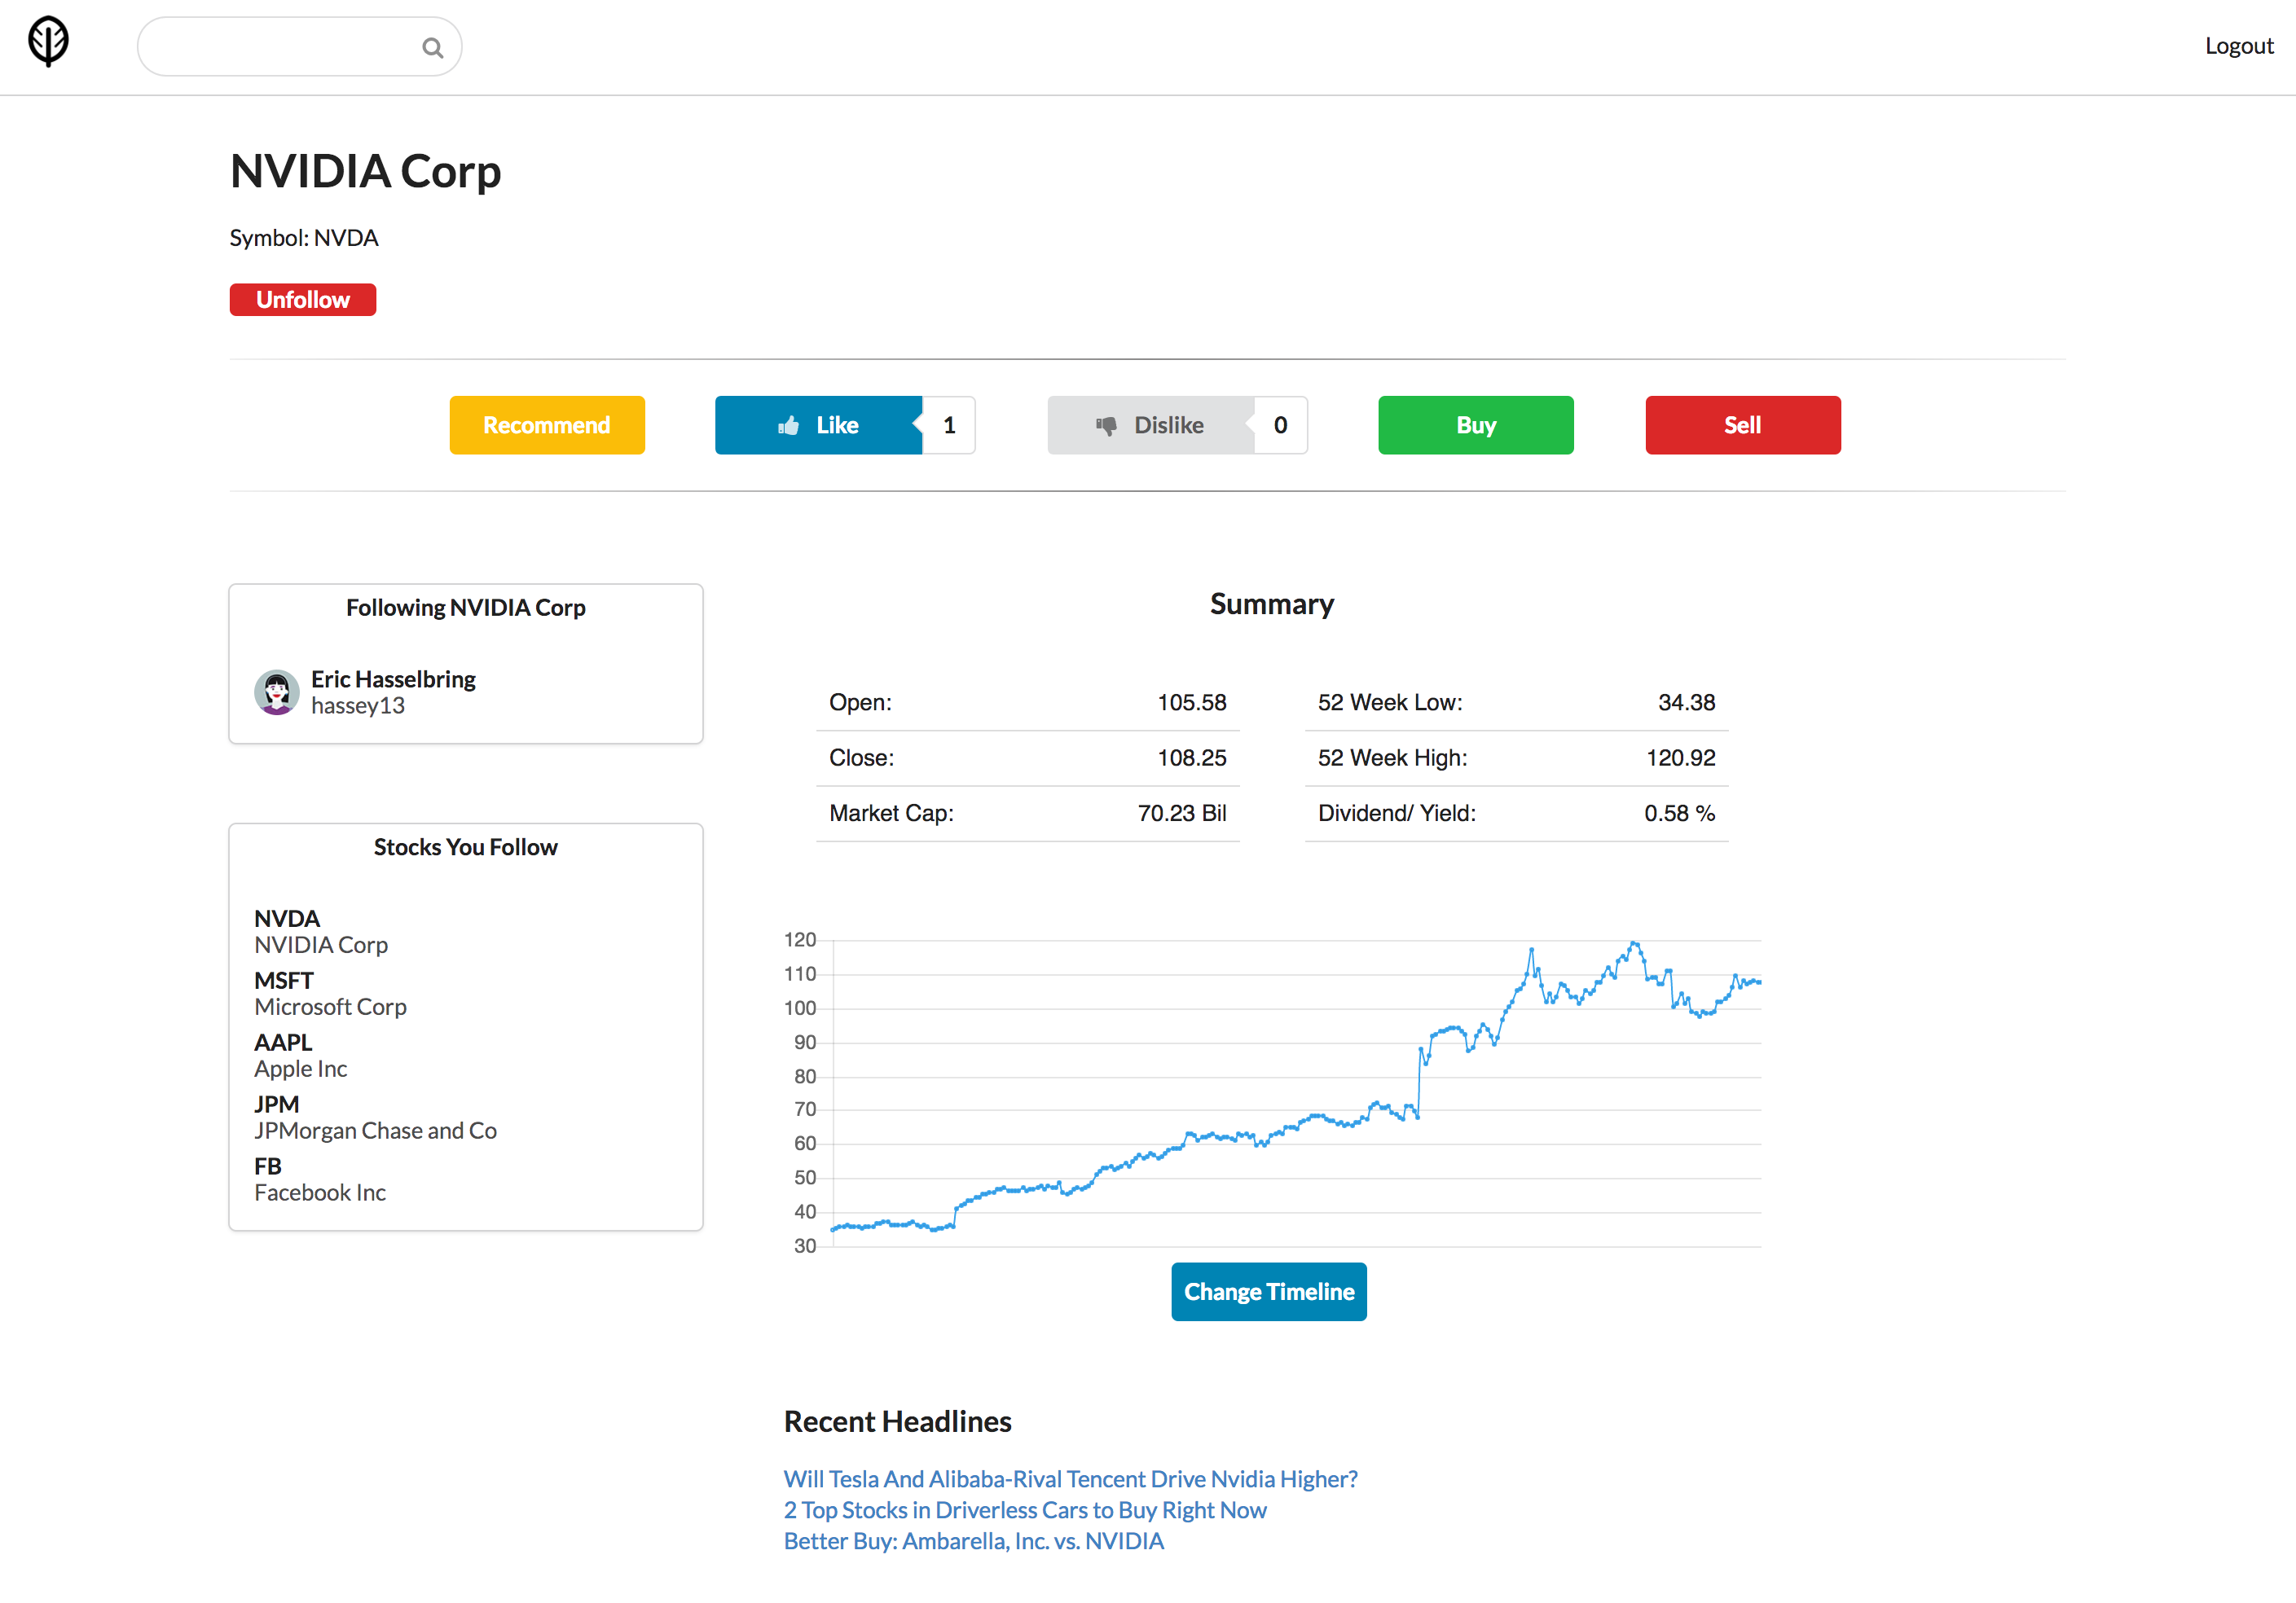 Logout
NVIDIA Corp
Symbol: NVDA
Unfollow
Recommend
Like
1
Dislike
0
Buy
Sell
Following NVIDIA Corp
Eric Hasselbring
hassey13
Stocks You Follow
NVDA
NVIDIA Corp
MSFT
Microsoft Corp
AAPL
Apple Inc
JPM
JPMorgan Chase and Co
FB
Facebook Inc
Summary
Open: 105.58
Close: 108.25
Market Cap: 70.23 Bil
52 Week Low: 34.38
52 Week High: 120.92
Dividend/ Yield: 0.58 %
120
110
100
90
80
70
60
50
40
30
Change Timeline
Recent Headlines
Will Tesla And Alibaba-Rival Tencent Drive Nvidia Higher?
2 Top Stocks in Driverless Cars to Buy Right Now
Better Buy: Ambarella, Inc. vs. NVIDIA